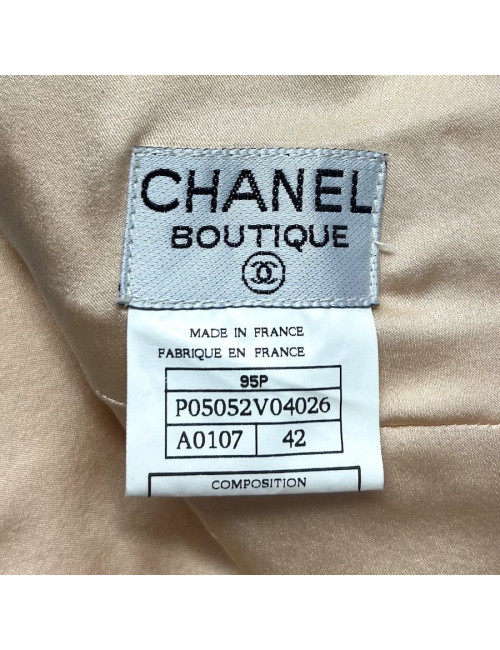 CHANEL
BOUTIQUE
MADE IN FRANCE
FABRIQUE EN FRANCE
95P
P05052V04026
A0107 42
COMPOSITION